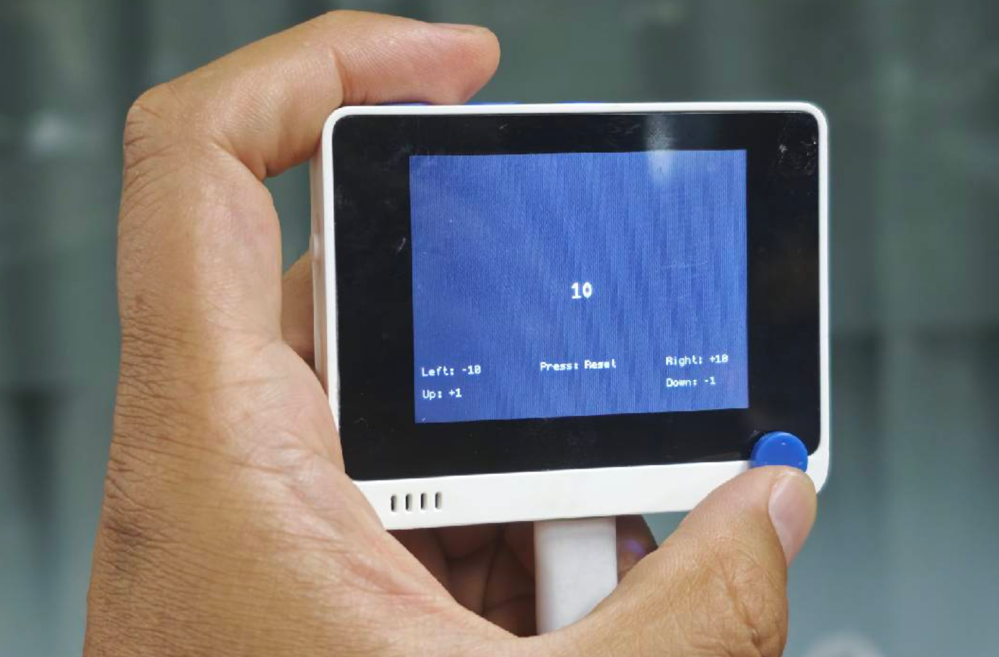 10
Left: -10
Press: Reset
Right: +10
Up: +1
Down: -1